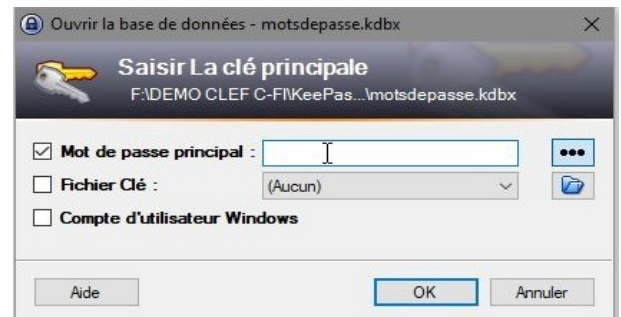 Ouvrir la base de données - motsdepasse.kdbx
Saisir La clé principale
F:\DEMO CLEF C-FI\KeePas...\motsdepasse.kdbx
Mot de passe principal :
Fichier Clé : (Aucun)
Compte d'utilisateur Windows
Aide OK Annuler